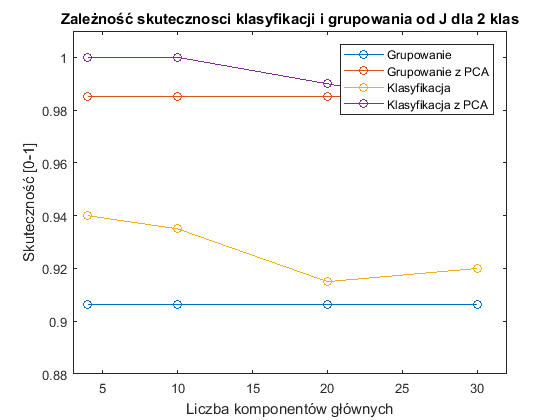 Zależność skutecznosci klasyfikacji i grupowania od J dla 2 klas
Skuteczność [0-1]
1
0.98
0.96
0.94
0.92
0.9
0.88
Grupowanie
Grupowanie z PCA
Klasyfikacja
Klasyfikacja z PCA
5 10 15 20 25 30
Liczba komponentów głównych